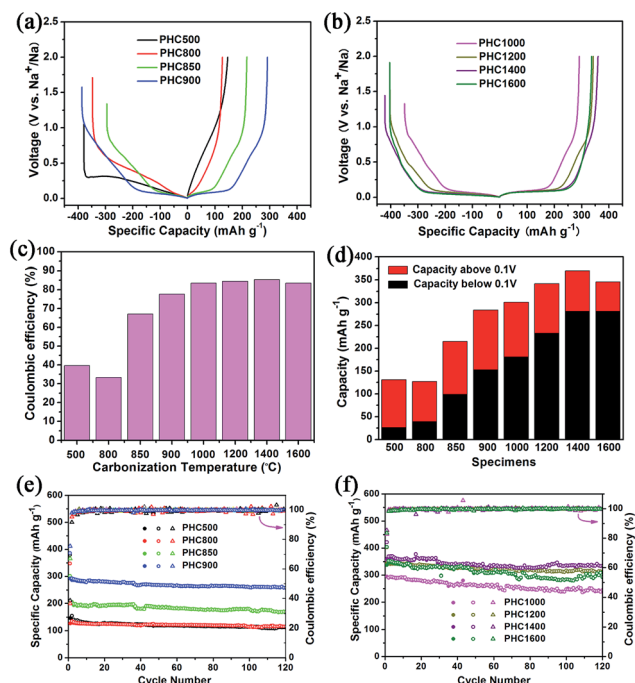 (a)
PHC500
PHC800
PHC850
PHC900
Voltage (V vs. Na+/Na)
2.5
2.0
1.5
1.0
0.5
0.0
-400 -300 -200 -100 0 100 200 300 400
Specific Capacity (mAh g-1)
(b)
PHC1000
PHC1200
PHC1400
PHC1600
Voltage (V vs. Na+/Na)
2.5
2.0
1.5
1.0
0.5
0.0
-400 -300 -200 -100 0 100 200 300 400
Specific Capacity (mAh g-1)
(c)
Coulombic efficiency (%)
100
90
80
70
60
50
40
30
20
10
0
500 800 850 900 1000 1200 1400 1600
Carbonization Temperature (°C)
(d)
Capacity above 0.1V
Capacity below 0.1V
Capacity (mAh g-1)
400
350
300
250
200
150
100
50
0
500 800 850 900 1000 1200 1400 1600
Specimens
(e)
PHC500
PHC800
PHC850
PHC900
Specific Capacity (mAh g-1)
600
500
400
300
200
100
0
Coulombic efficiency (%)
100
80
60
40
20
0
0 20 40 60 80 100 120
Cycle Number
(f)
PHC1000
PHC1200
PHC1400
PHC1600
Specific Capacity (mAh g-1)
600
500
400
300
200
100
0
Coulombic efficiency (%)
100
80
60
40
20
0
0 20 40 60 80 100 120
Cycle Number